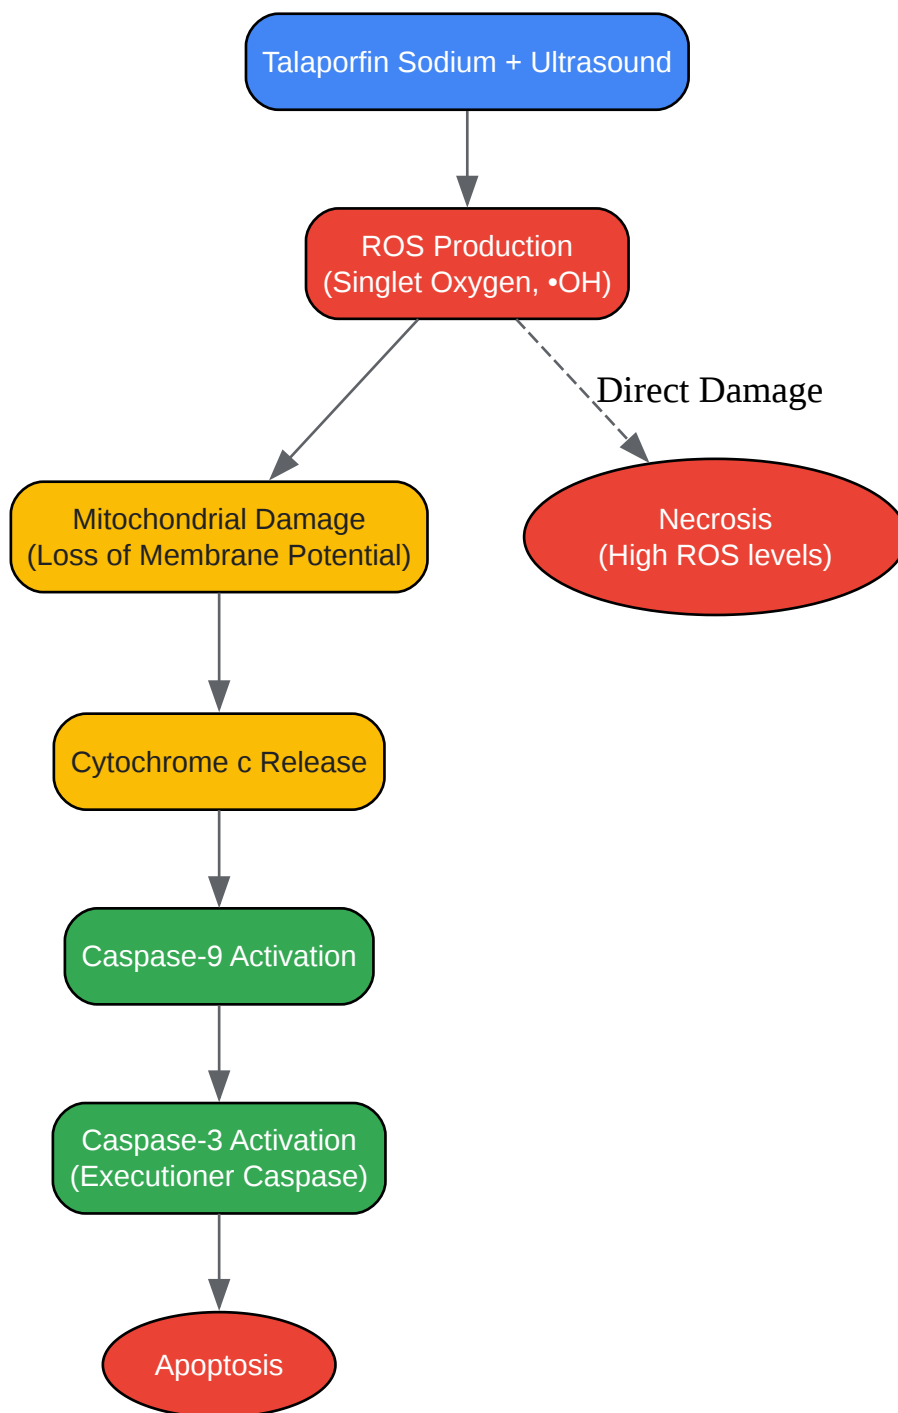 Talaporfin Sodium + Ultrasound
ROS Production
(Singlet Oxygen, •OH)
Direct Damage
Mitochondrial Damage
(Loss of Membrane Potential)
Necrosis
(High ROS levels)
Cytochrome c Release
Caspase-9 Activation
Caspase-3 Activation
(Executioner Caspase)
Apoptosis